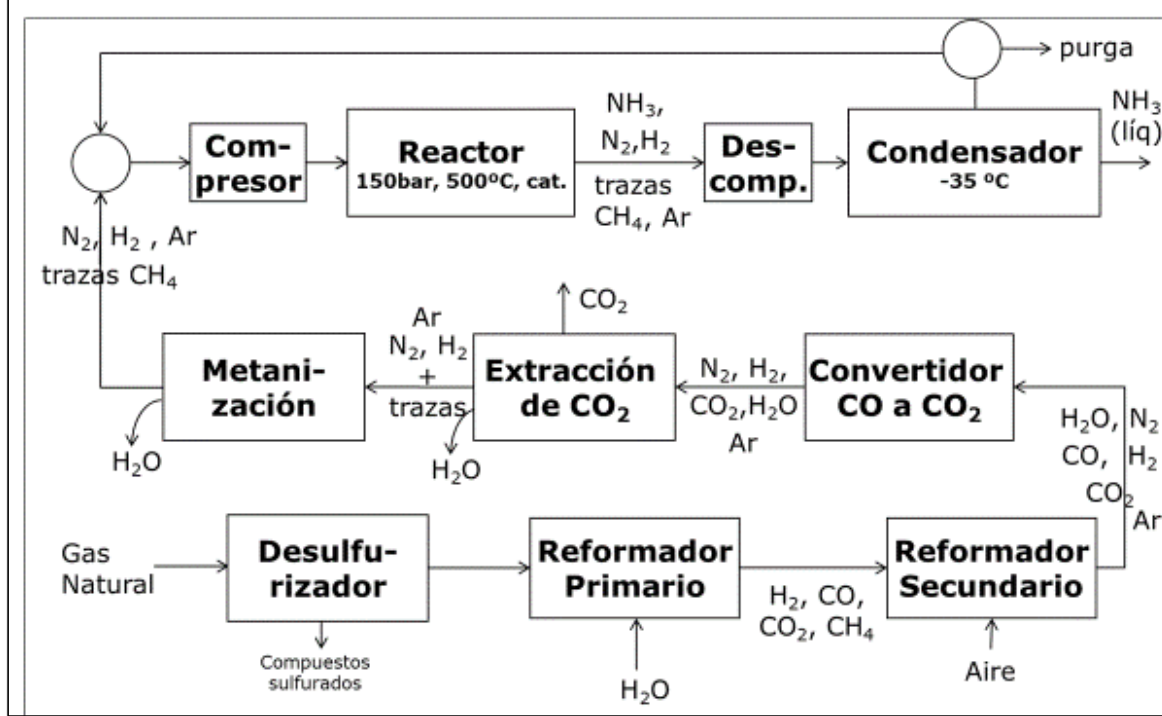 purga
NH₃
(líq)
Com-
presor
Reactor
150bar, 500ºC, cat.
NH₃,
N₂,H₂
trazas
CH₄, Ar
Des-
comp.
Condensador
-35 ºC
N₂, H₂ , Ar
trazas CH₄
CO₂
Metani-
zación
H₂O
Ar
N₂, H₂
+
trazas
H₂O
Extracción
de CO₂
N₂, H₂,
CO₂,H₂O
Ar
Convertidor
CO a CO₂
H₂O, N₂
CO, H₂
CO₂
Ar
Gas
Natural
Desulfu-
rizador
Compuestos
sulfurados
Reformador
Primario
H₂O
H₂, CO,
CO₂, CH₄
Reformador
Secundario
Aire